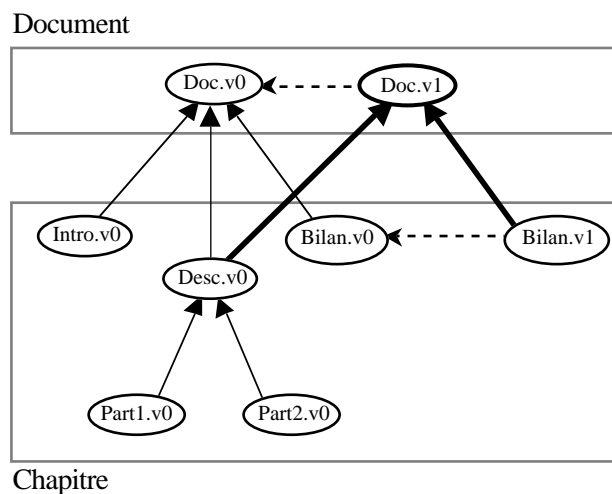 Document
Doc.v0
Doc.v1
Intro.v0
Bilan.v0
Bilan.v1
Desc.v0
Part1.v0
Part2.v0
Chapitre